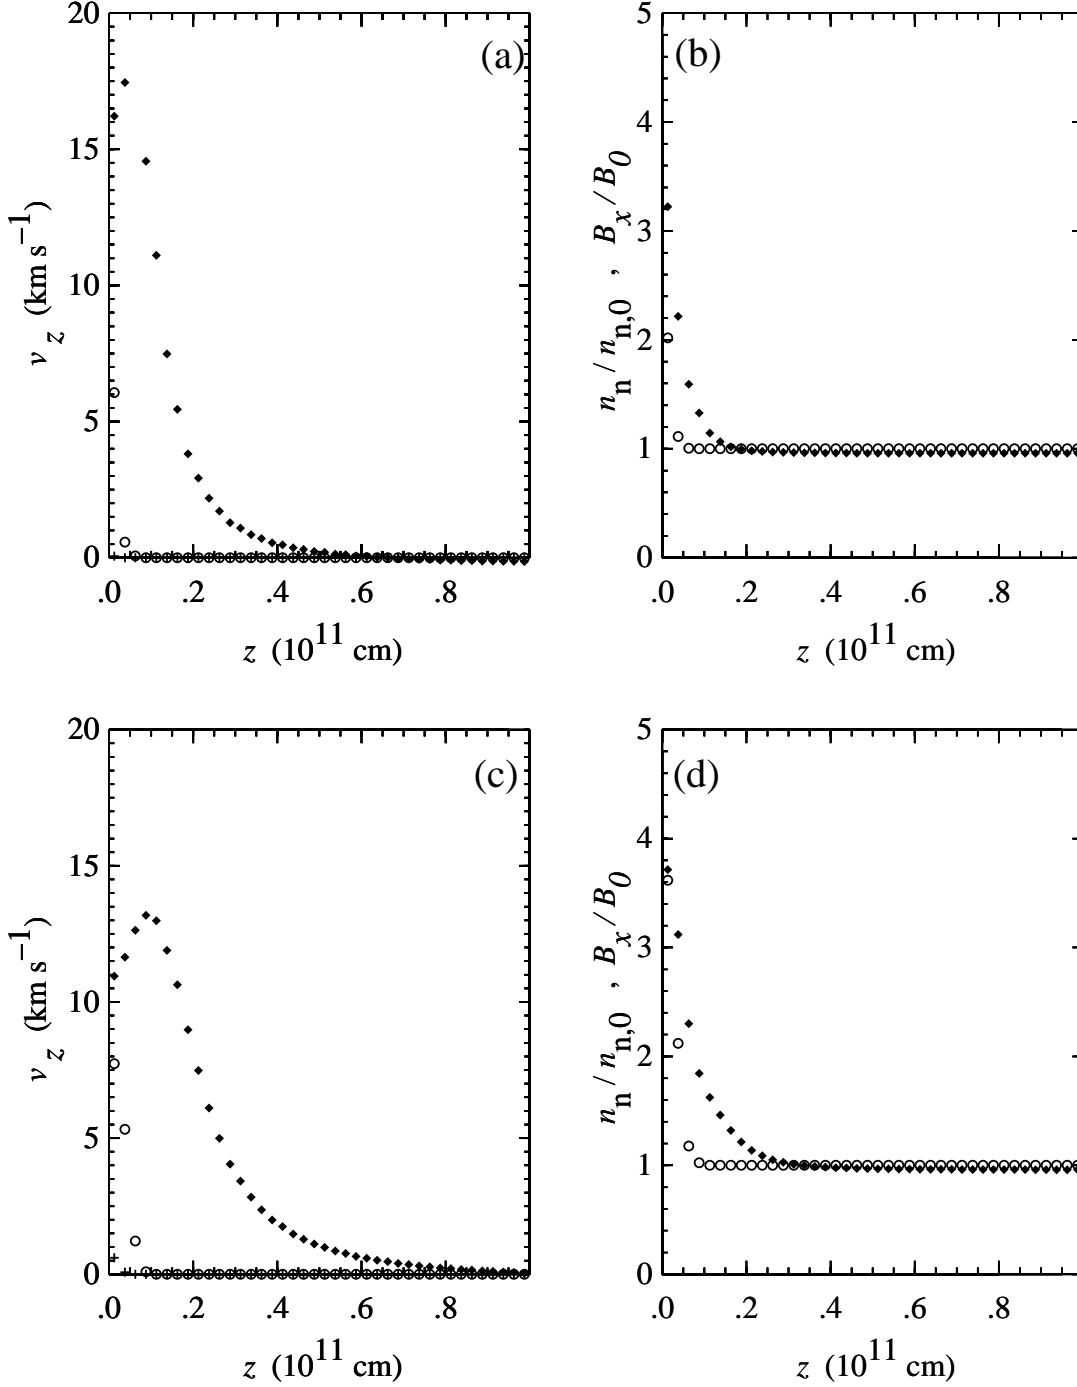 20
15
10
5
0
v_z (km s^−1)
(a)
.0 .2 .4 .6 .8
z (10^11 cm)
5
4
3
2
1
0
n_n / n_n,0 , B_x / B_0
(b)
.0 .2 .4 .6 .8
z (10^11 cm)
20
15
10
5
0
v_z (km s^−1)
(c)
.0 .2 .4 .6 .8
z (10^11 cm)
5
4
3
2
1
0
n_n / n_n,0 , B_x / B_0
(d)
.0 .2 .4 .6 .8
z (10^11 cm)